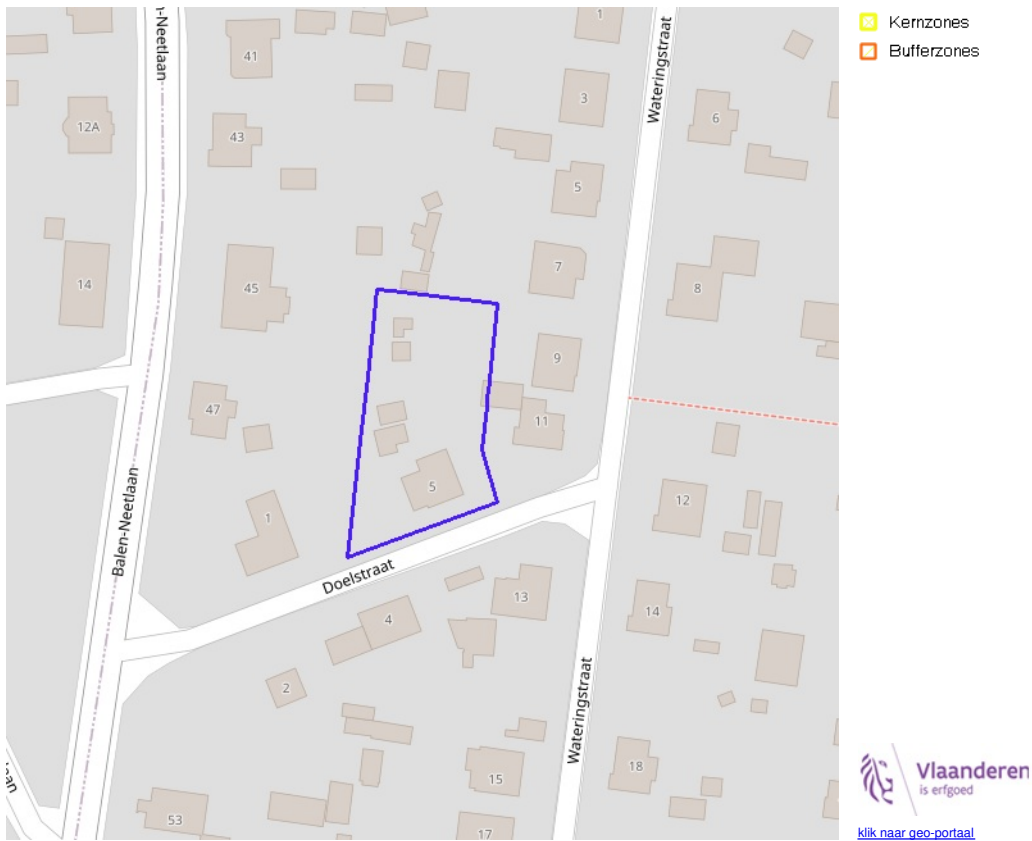 n-Neetlaan
Wateringstraat
1
Kernzones
Bufferzones
41
3
6
12A
43
5
7
14
45
8
9
47
11
Balen-Neetlaan
5
12
1
Doelstraat
13
14
4
2
Wateringstraat
18
15
53
17
laan
Vlaanderen
is erfgoed
klik naar geo-portaal